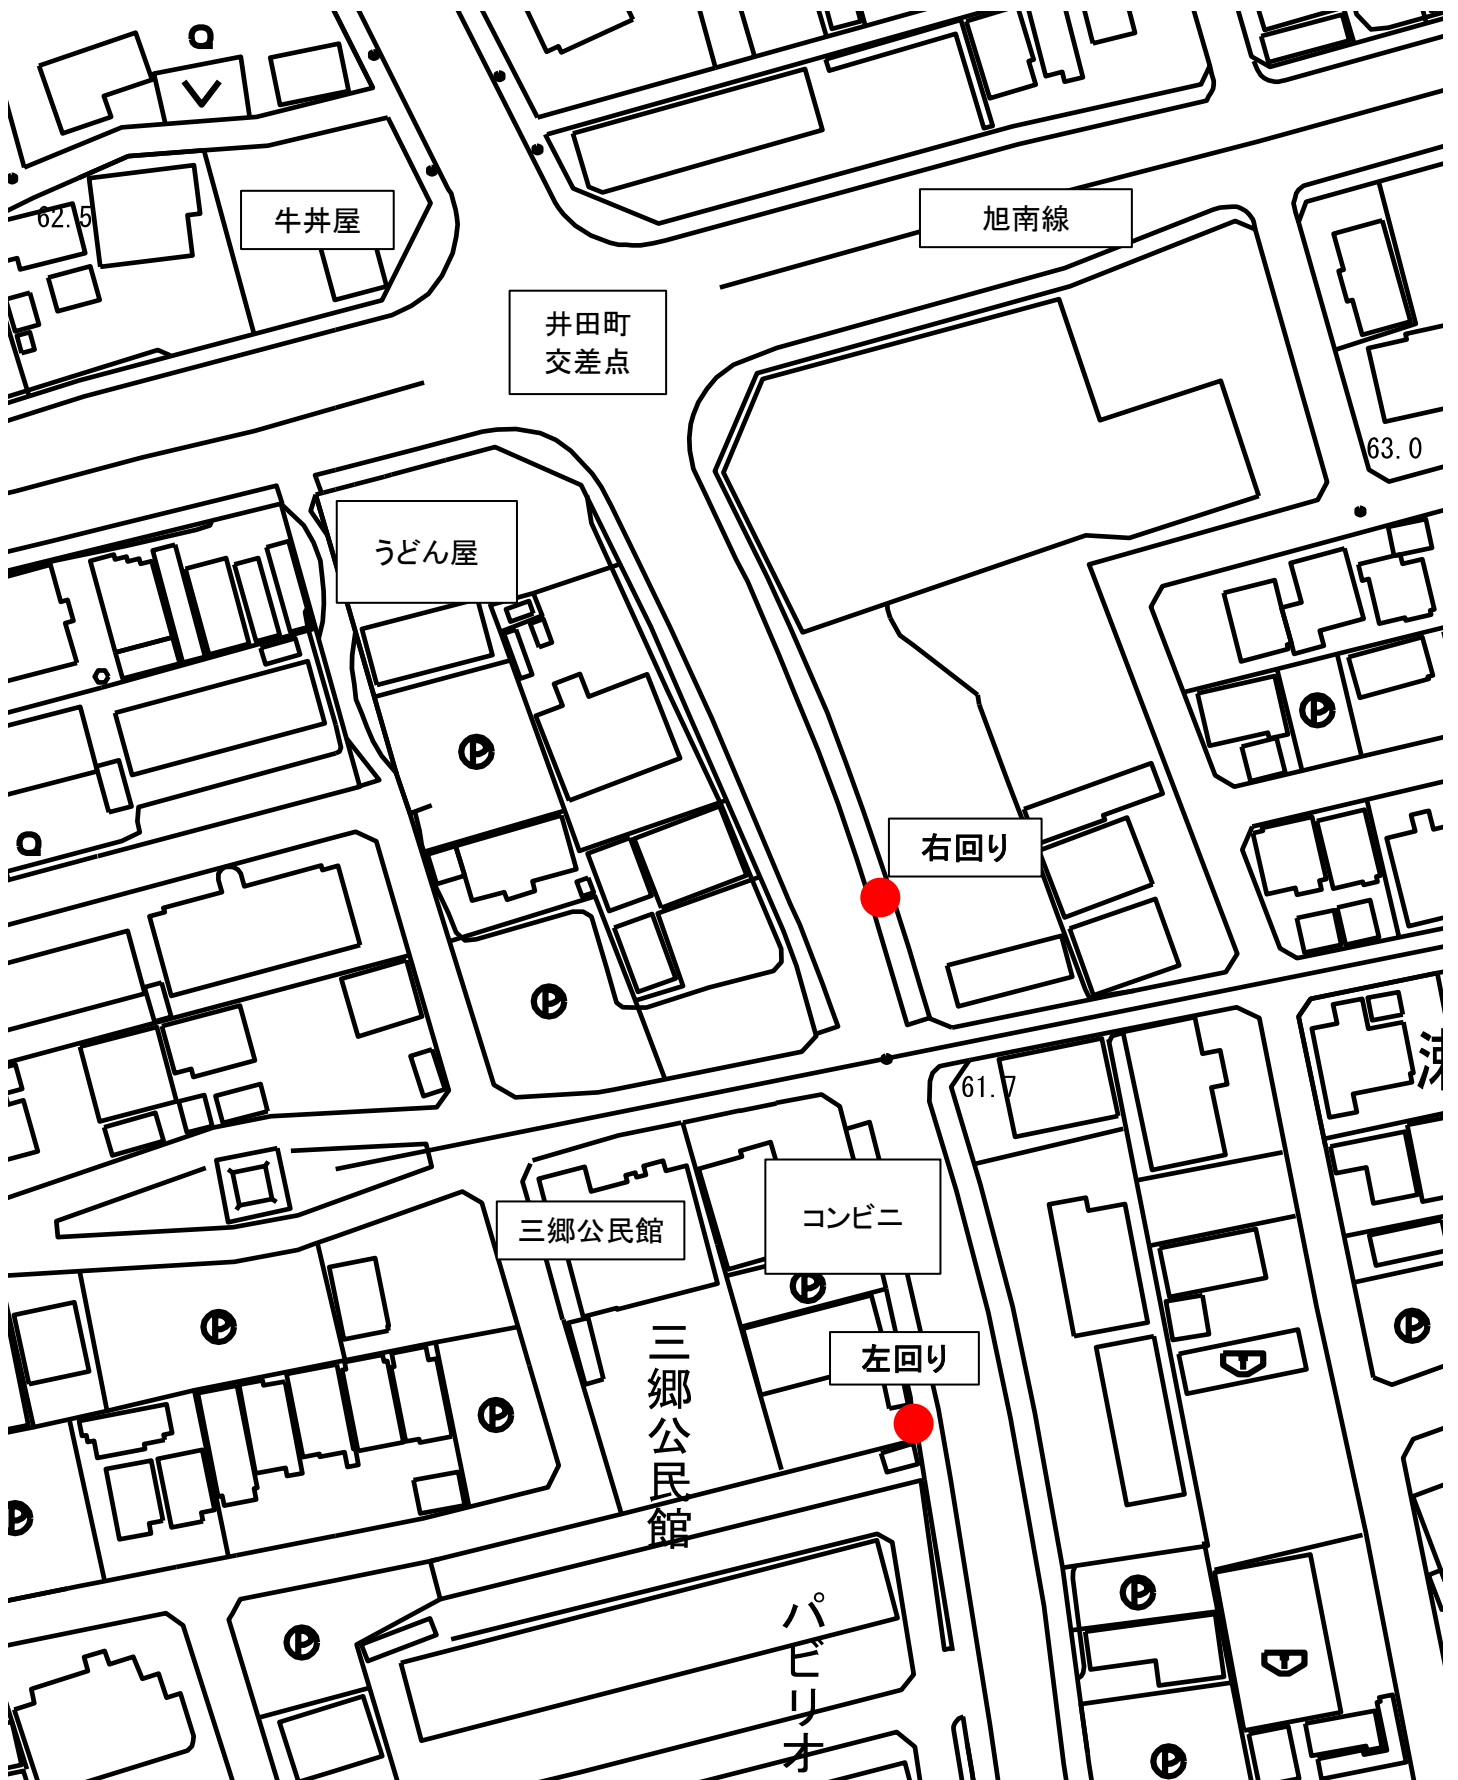 62.5
牛丼屋
旭南線
井田町
交差点
63.0
うどん屋
右回り
61.7
三郷公民館
コンビニ
左回り
三郷公民館
パビリオ